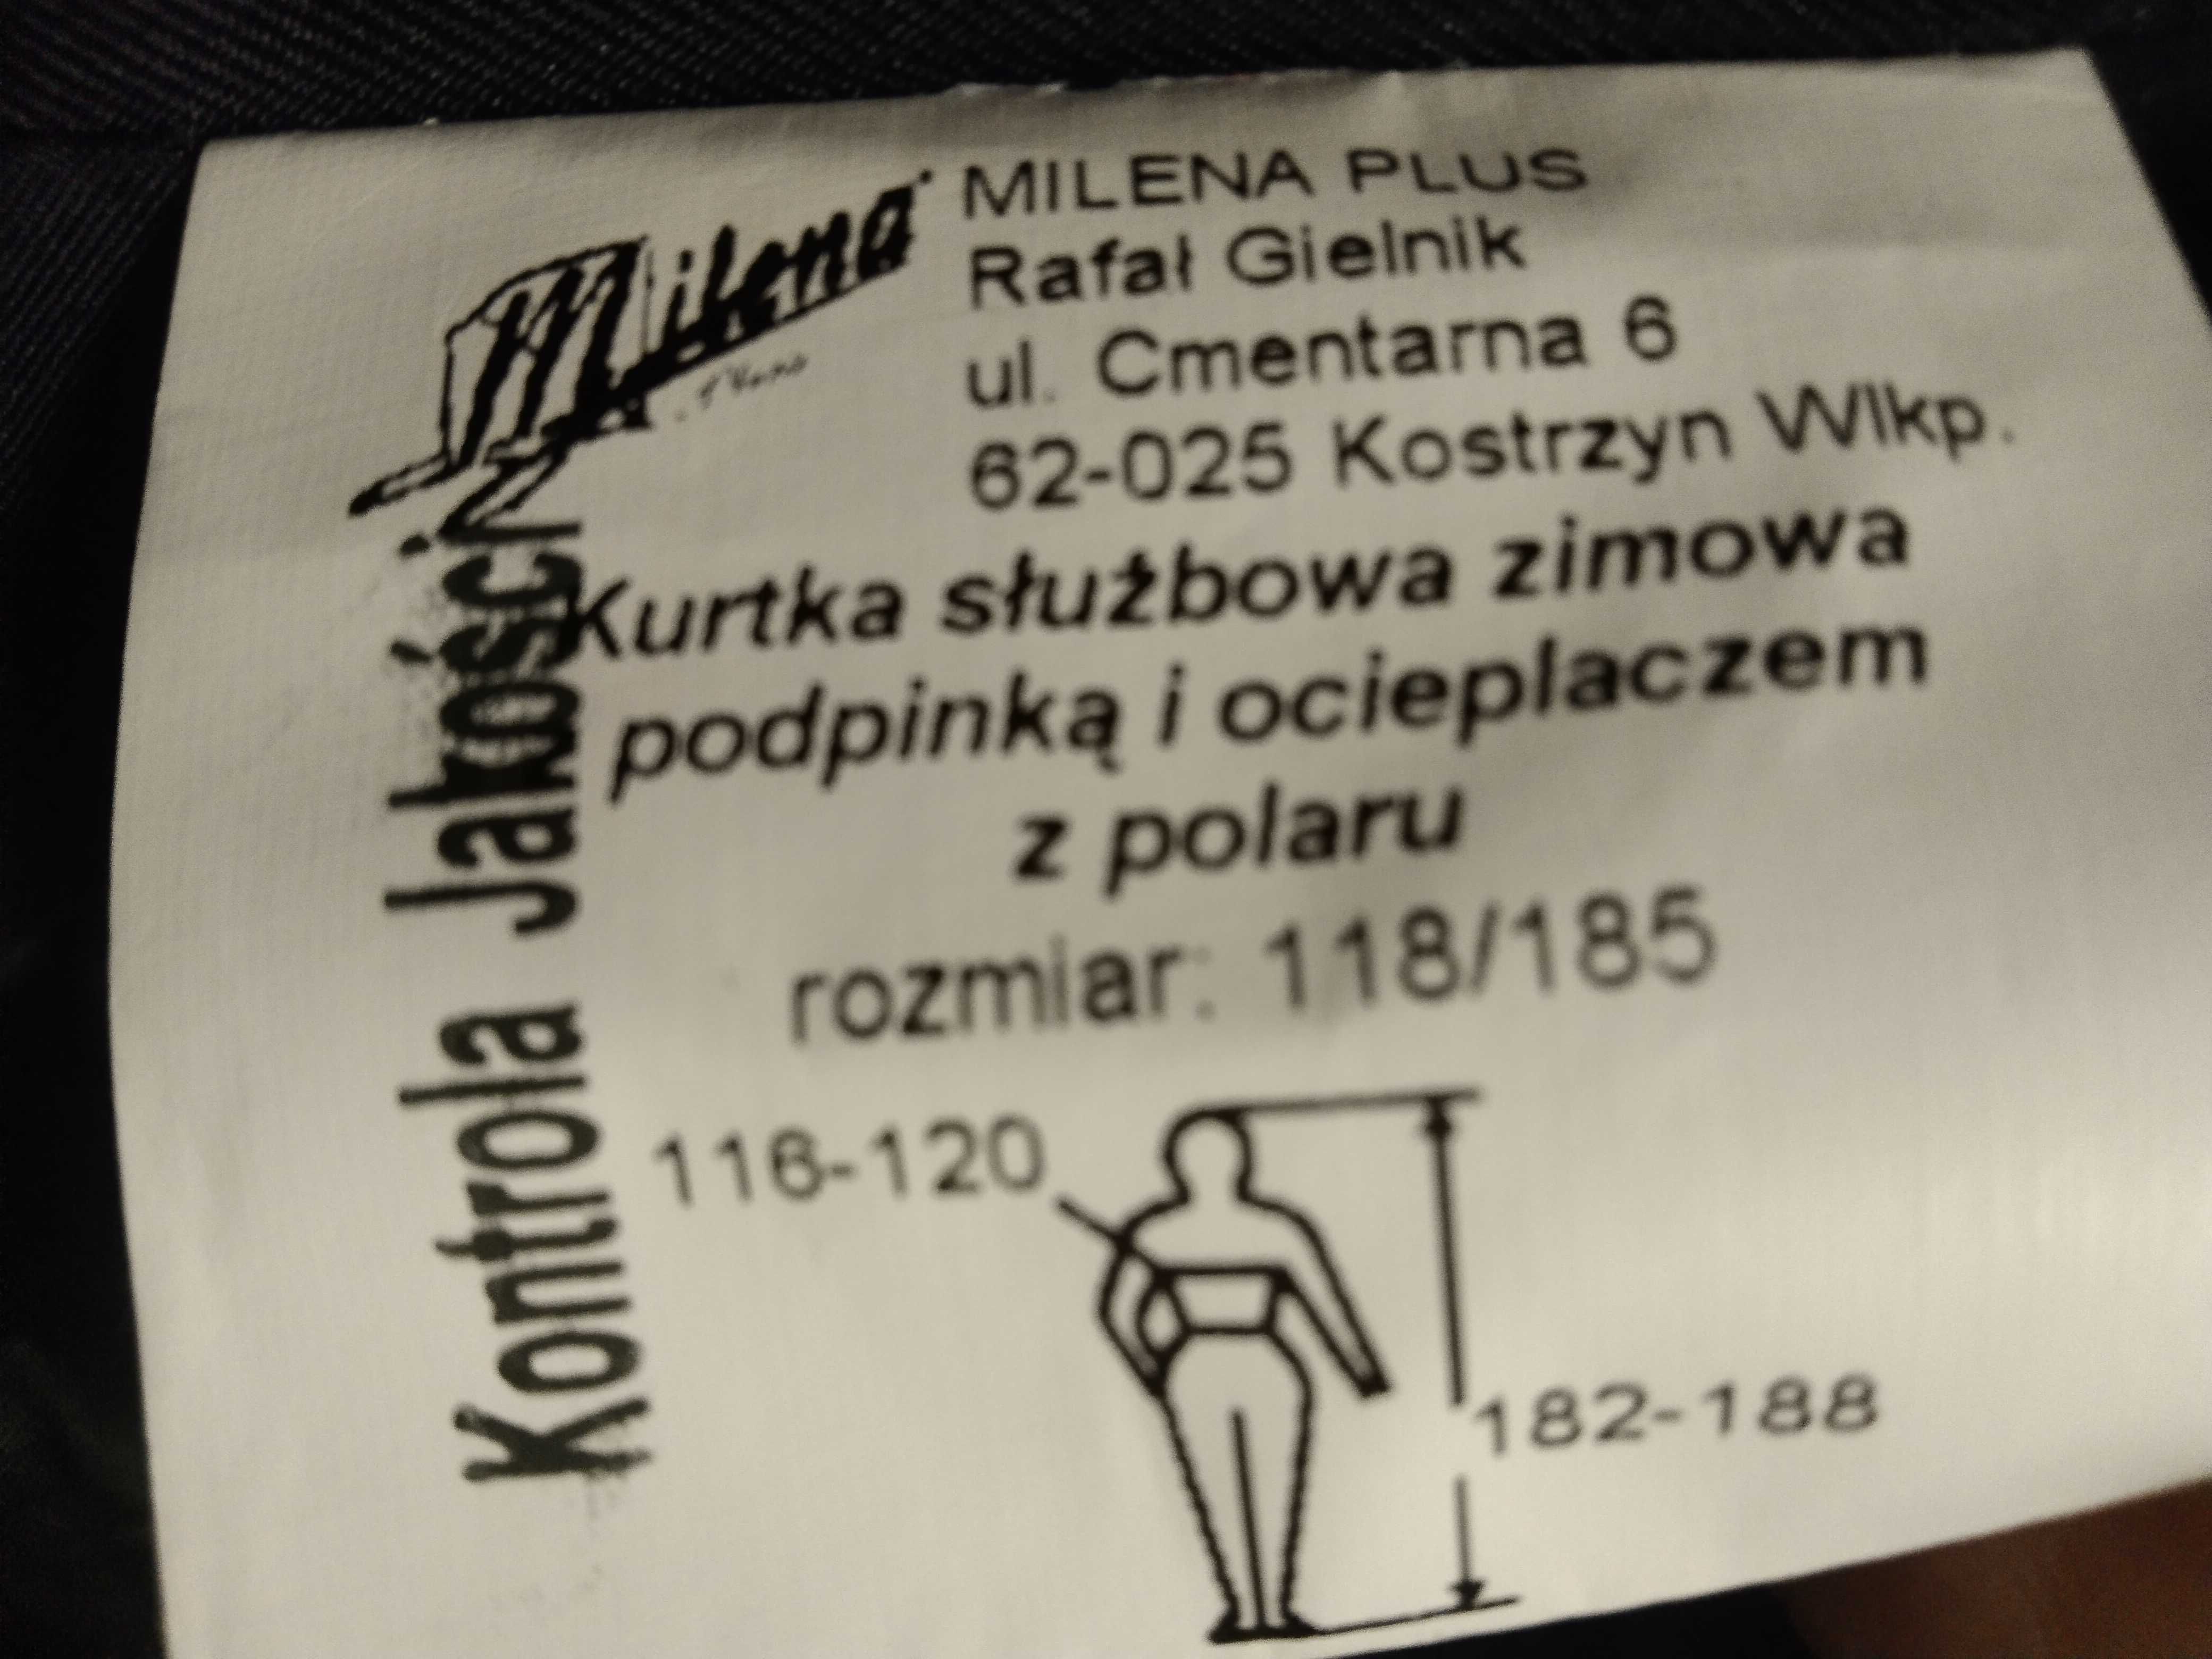 Milena
MILENA PLUS
Rafał Gielnik
ul. Cmentarna 6
62-025 Kostrzyn Wlkp.
Kurtka służbowa zimowa
podpinką i ocieplaczem
z polaru
rozmiar: 118/185
116-120
182-188
Kontrola Jakości